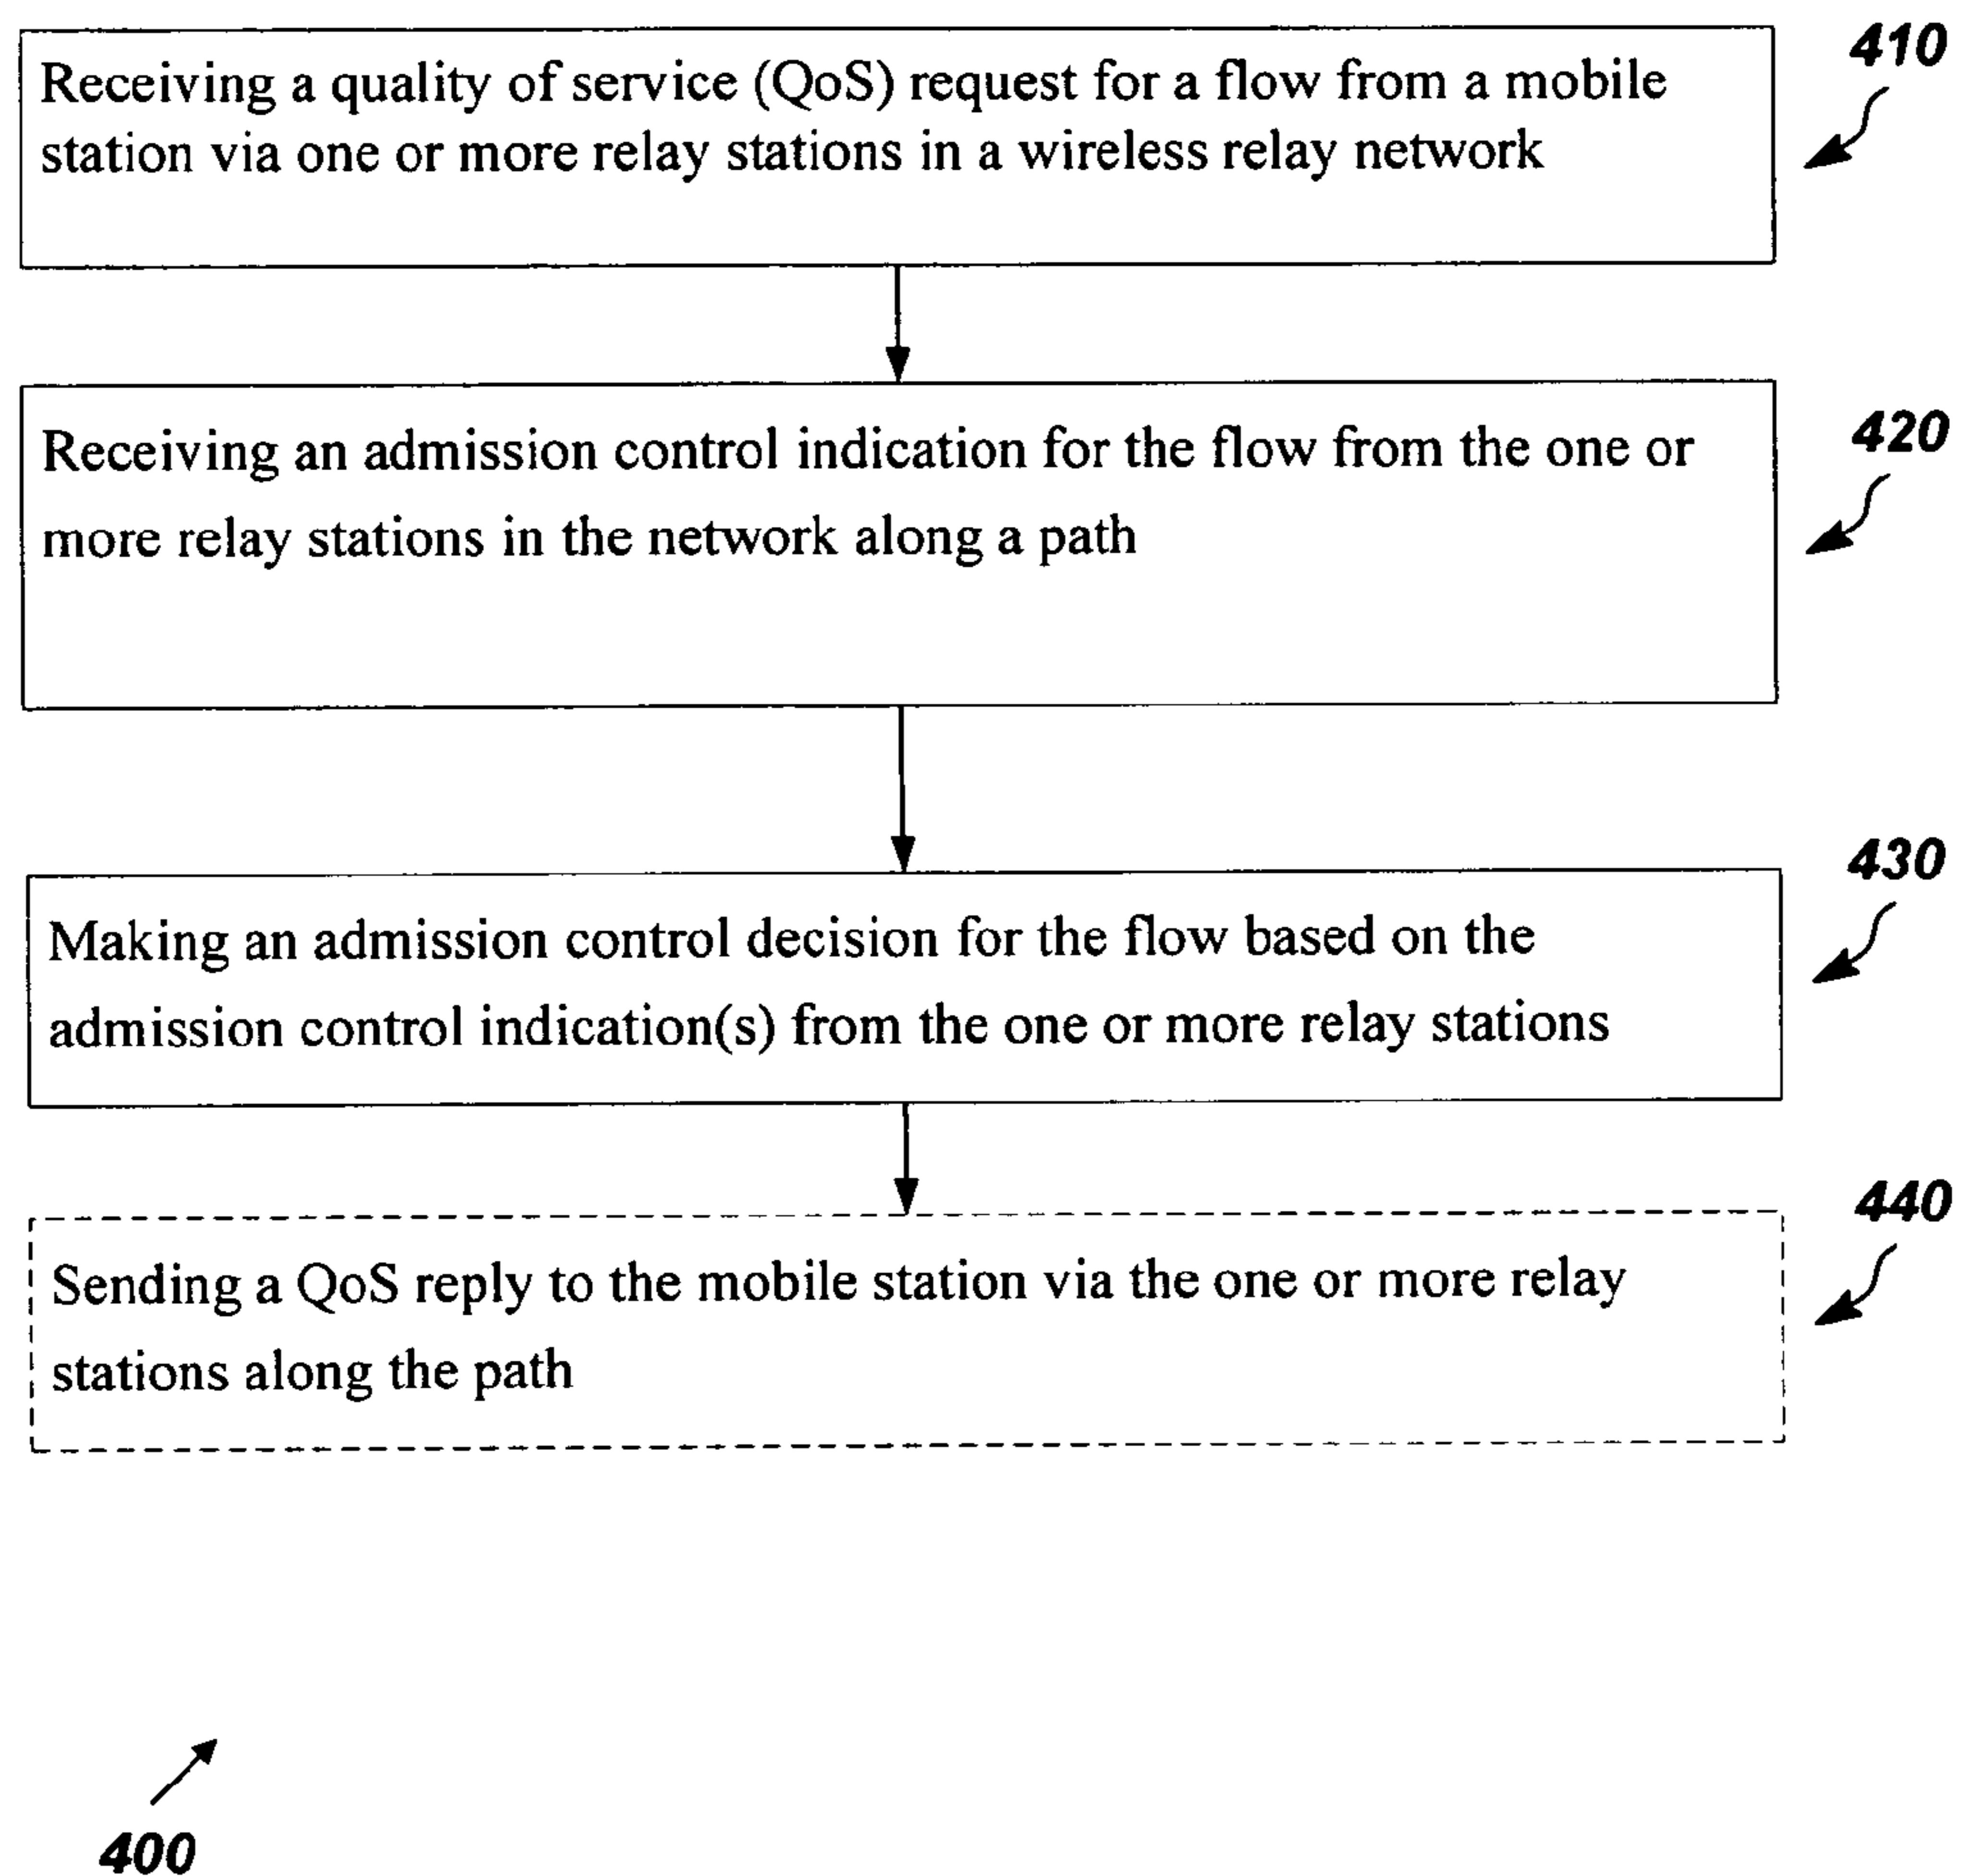 410
Receiving a quality of service (QoS) request for a flow from a mobile
station via one or more relay stations in a wireless relay network
420
Receiving an admission control indication for the flow from the one or
more relay stations in the network along a path
430
Making an admission control decision for the flow based on the
admission control indication(s) from the one or more relay stations
440
Sending a QoS reply to the mobile station via the one or more relay
stations along the path
400